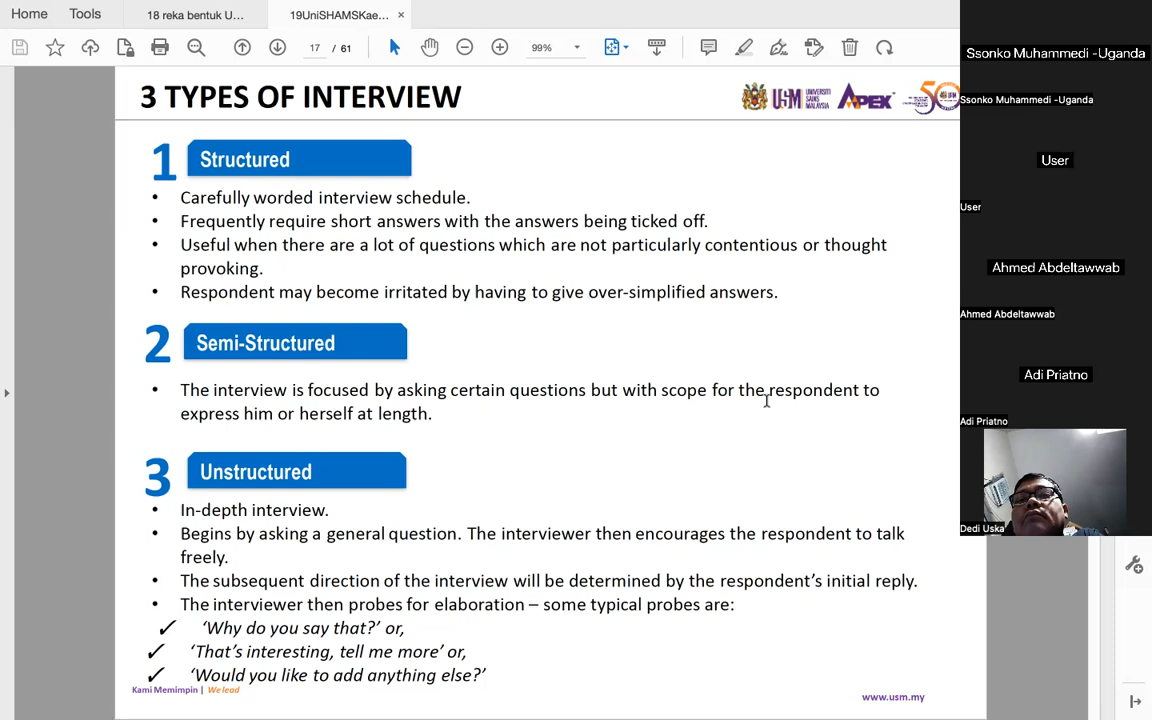 Home Tools 18 reka bentuk U... 19UniSHAMSKae... ×
17 / 61 99%
3 TYPES OF INTERVIEW
USM UNIVERSITI SAINS MALAYSIA APEX
1 Structured
• Carefully worded interview schedule.
• Frequently require short answers with the answers being ticked off.
• Useful when there are a lot of questions which are not particularly contentious or thought
provoking.
• Respondent may become irritated by having to give over-simplified answers.
2 Semi-Structured
• The interview is focused by asking certain questions but with scope for the respondent to
express him or herself at length.
3 Unstructured
• In-depth interview.
• Begins by asking a general question. The interviewer then encourages the respondent to talk
freely.
• The subsequent direction of the interview will be determined by the respondent's initial reply.
• The interviewer then probes for elaboration – some typical probes are:
✓ ‘Why do you say that?’ or,
✓ ‘That’s interesting, tell me more’ or,
✓ ‘Would you like to add anything else?’
Kami Memimpin | We lead
www.usm.my
Ssonko Muhammedi -Uganda
Ssonko Muhammedi -Uganda
User
User
Ahmed Abdeltawwab
Ahmed Abdeltawwab
Adi Priatno
Adi Priatno
Dedi Uska